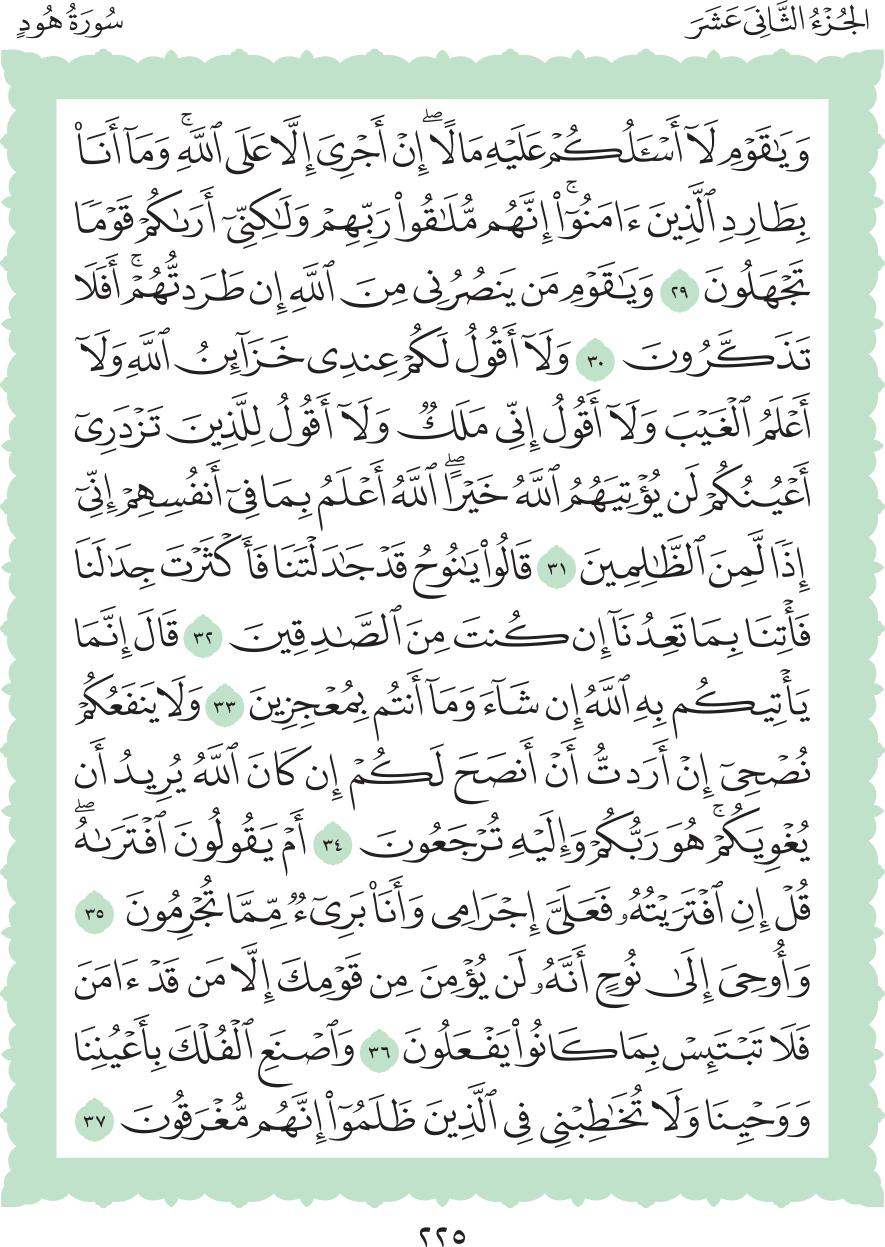 الجُزْءُ الثَّانِيَ عَشَرَ
سُورَةُ هُودٍ
وَيَٰقَوۡمِ لَآ أَسۡـَٔلُكُمۡ عَلَيۡهِ مَالًاۖ إِنۡ أَجۡرِيَ إِلَّا عَلَى ٱللَّهِۚ وَمَآ أَنَا۠
بِطَارِدِ ٱلَّذِينَ ءَامَنُوٓاْۚ إِنَّهُم مُّلَٰقُواْ رَبِّهِمۡ وَلَٰكِنِّيٓ أَرَىٰكُمۡ قَوۡمٗا
تَجۡهَلُونَ ٢٩ وَيَٰقَوۡمِ مَن يَنصُرُنِي مِنَ ٱللَّهِ إِن طَرَدتُّهُمۡۚ أَفَلَا
تَذَكَّرُونَ ٣٠ وَلَآ أَقُولُ لَكُمۡ عِندِي خَزَآئِنُ ٱللَّهِ وَلَآ
أَعۡلَمُ ٱلۡغَيۡبَ وَلَآ أَقُولُ إِنِّي مَلَكٞ وَلَآ أَقُولُ لِلَّذِينَ تَزۡدَرِيٓ
أَعۡيُنُكُمۡ لَن يُؤۡتِيَهُمُ ٱللَّهُ خَيۡرًاۖ ٱللَّهُ أَعۡلَمُ بِمَا فِيٓ أَنفُسِهِمۡ إِنِّيٓ
إِذٗا لَّمِنَ ٱلظَّٰلِمِينَ ٣١ قَالُواْ يَٰنُوحُ قَدۡ جَٰدَلۡتَنَا فَأَكۡثَرۡتَ جِدَٰلَنَا
فَأۡتِنَا بِمَا تَعِدُنَآ إِن كُنتَ مِنَ ٱلصَّٰدِقِينَ ٣٢ قَالَ إِنَّمَا
يَأۡتِيكُم بِهِ ٱللَّهُ إِن شَآءَ وَمَآ أَنتُم بِمُعۡجِزِينَ ٣٣ وَلَا يَنفَعُكُمۡ
نُصۡحِيٓ إِنۡ أَرَدتُّ أَنۡ أَنصَحَ لَكُمۡ إِن كَانَ ٱللَّهُ يُرِيدُ أَن
يُغۡوِيَكُمۡۚ هُوَ رَبُّكُمۡ وَإِلَيۡهِ تُرۡجَعُونَ ٣٤ أَمۡ يَقُولُونَ ٱفۡتَرَىٰهُۖ
قُلۡ إِنِ ٱفۡتَرَيۡتُهُۥ فَعَلَيَّ إِجۡرَامِي وَأَنَا۠ بَرِيٓءٞ مِّمَّا تُجۡرِمُونَ ٣٥
وَأُوحِيَ إِلَىٰ نُوحٍ أَنَّهُۥ لَن يُؤۡمِنَ مِن قَوۡمِكَ إِلَّا مَن قَدۡ ءَامَنَ
فَلَا تَبۡتَئِسۡ بِمَا كَانُواْ يَفۡعَلُونَ ٣٦ وَٱصۡنَعِ ٱلۡفُلۡكَ بِأَعۡيُنِنَا
وَوَحۡيِنَا وَلَا تُخَٰطِبۡنِي فِي ٱلَّذِينَ ظَلَمُوٓاْ إِنَّهُم مُّغۡرَقُونَ ٣٧
٢٢٥